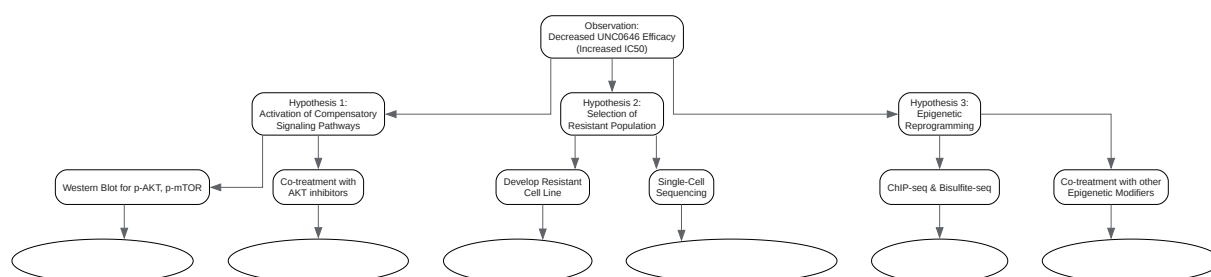 Observation:
Decreased UNC0646 Efficacy
(Increased IC50)
Hypothesis 1:
Activation of Compensatory
Signaling Pathways
Hypothesis 2:
Selection of
Resistant Population
Hypothesis 3:
Epigenetic
Reprogramming
Western Blot for p-AKT, p-mTOR
Co-treatment with
AKT inhibitors
Develop Resistant
Cell Line
Single-Cell
Sequencing
ChIP-seq & Bisulfite-seq
Co-treatment with other
Epigenetic Modifiers